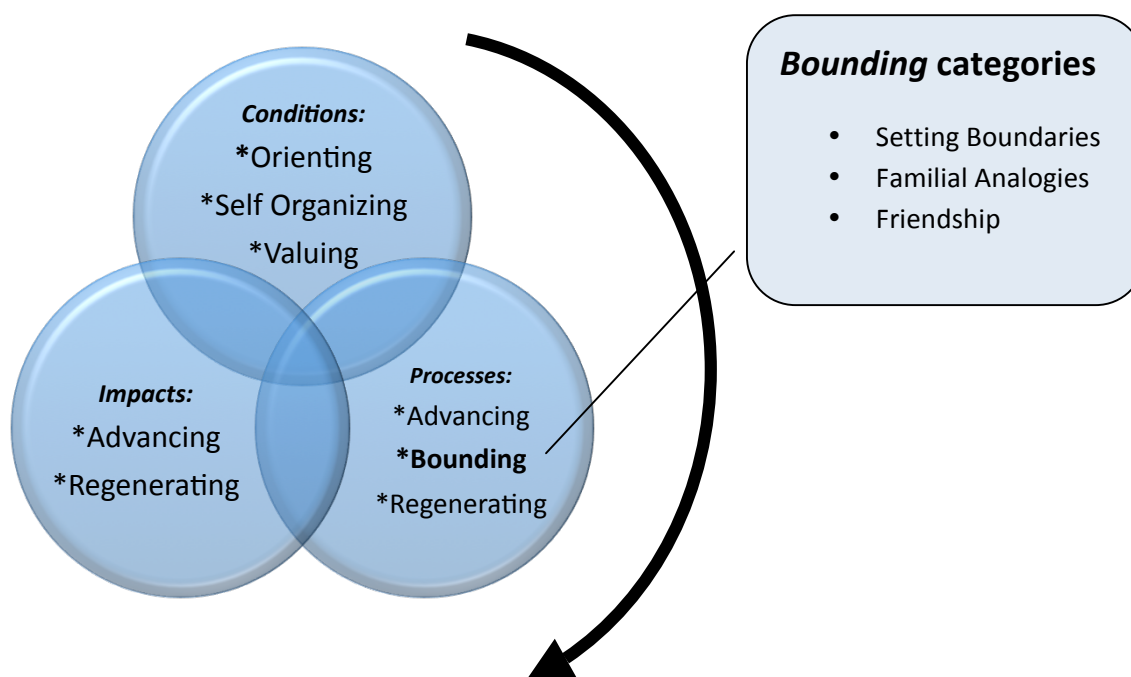 Conditions:
*Orienting
*Self Organizing
*Valuing
Impacts:
*Advancing
*Regenerating
Processes:
*Advancing
*Bounding
*Regenerating
Bounding categories
• Setting Boundaries
• Familial Analogies
• Friendship